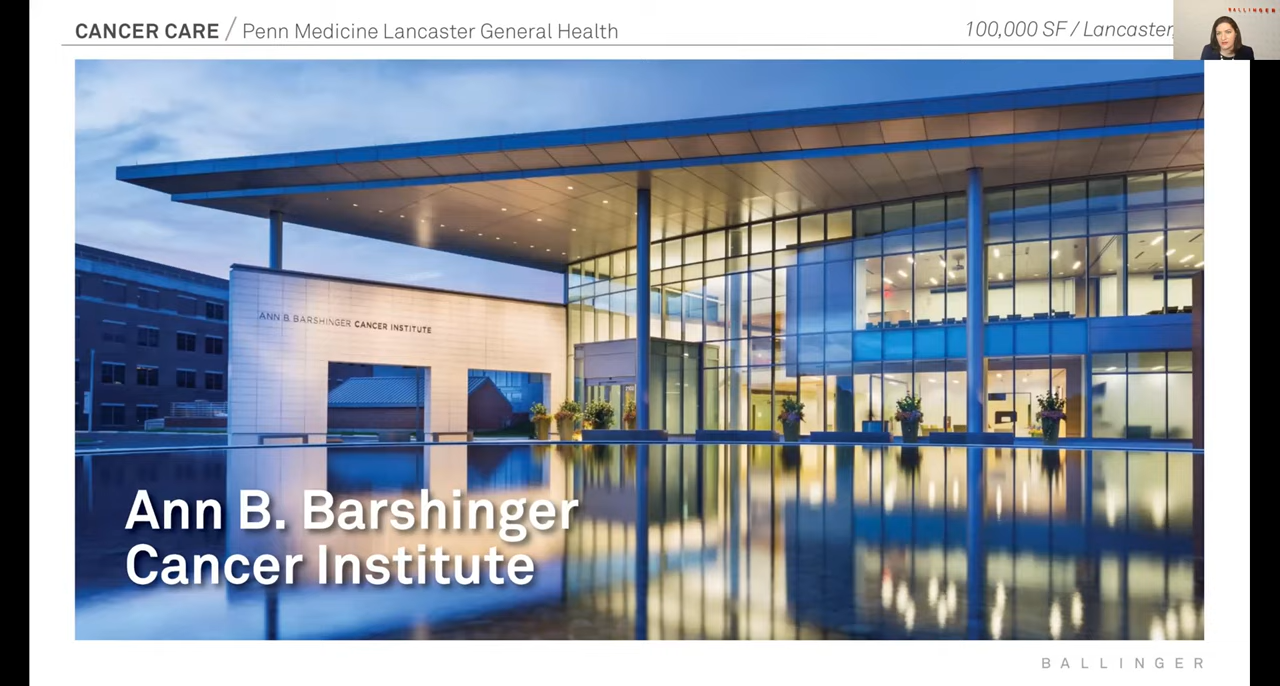 CANCER CARE / Penn Medicine Lancaster General Health
100,000 SF / Lancaster,
BALLINGER
ANN B. BARSHINGER CANCER INSTITUTE
Ann B. Barshinger
Cancer Institute
BALLINGER